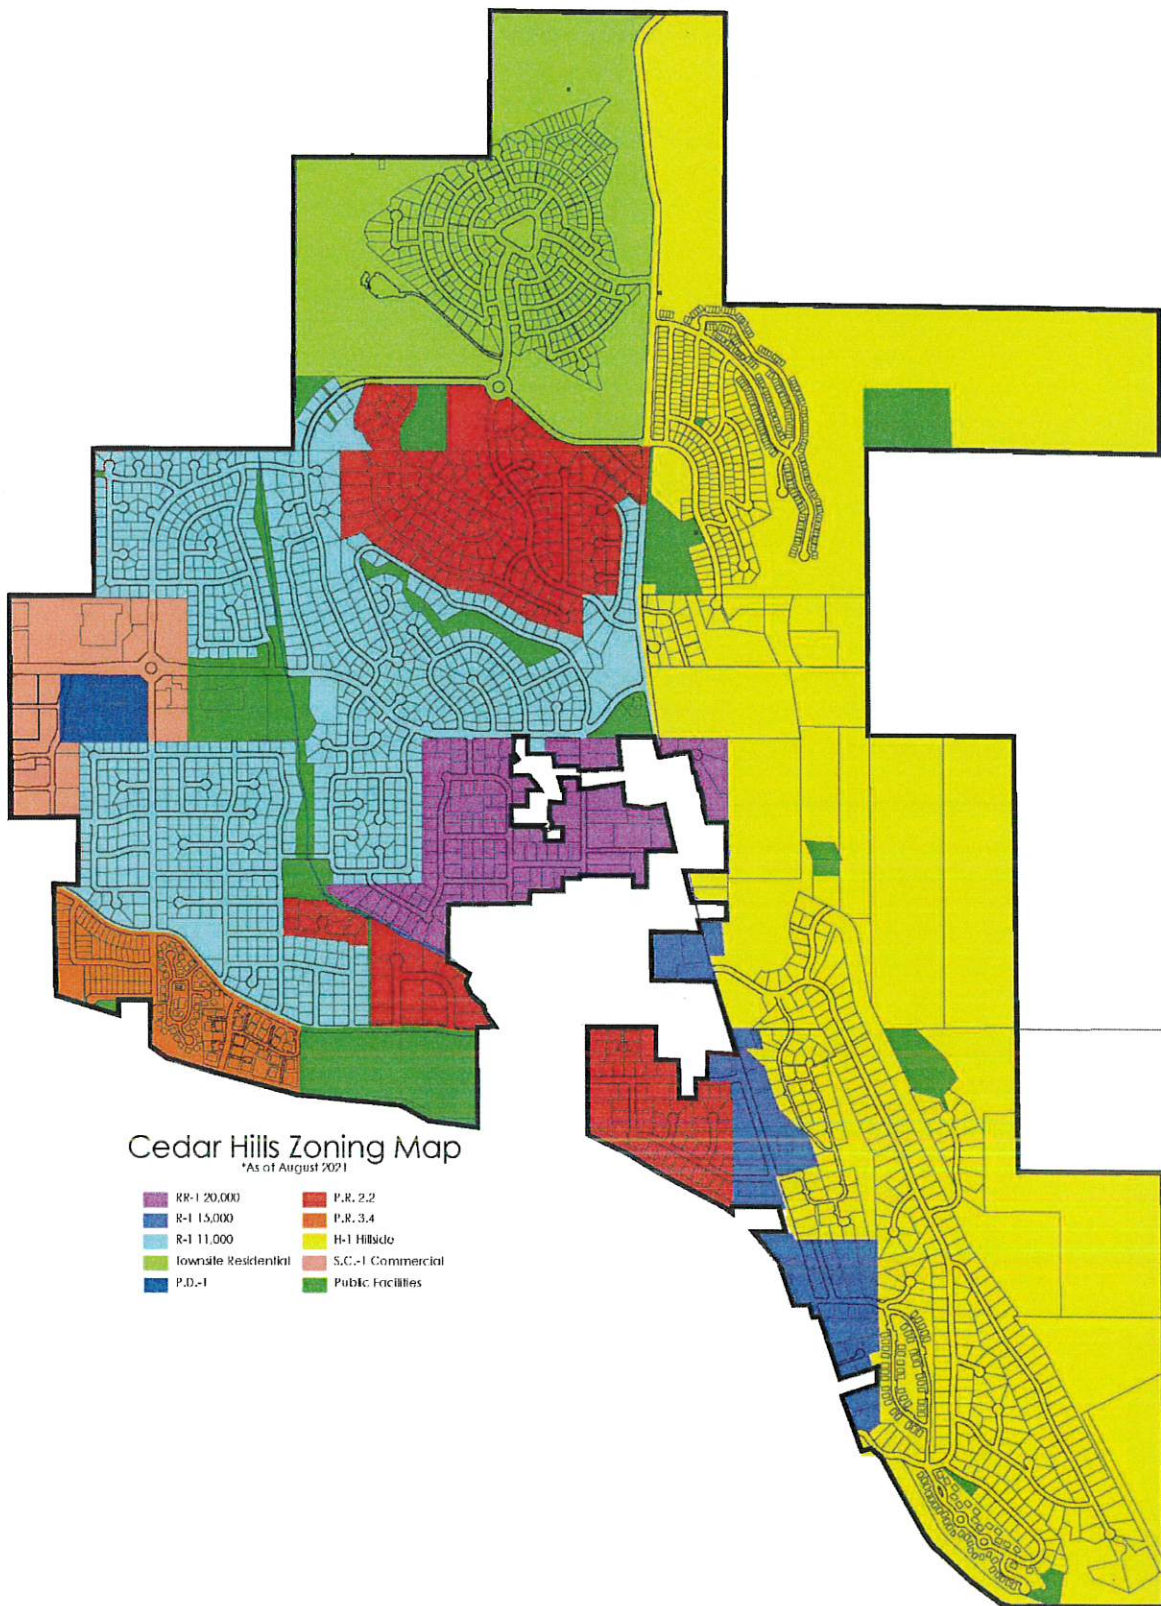 Cedar Hills Zoning Map
*As of August 2021
RR-1 20,000
R-1 15,000
R-1 11,000
Townsite Residential
P.D.-1
P.R. 2.2
P.R. 3.4
H-1 Hillside
S.C.-1 Commercial
Public Facilities